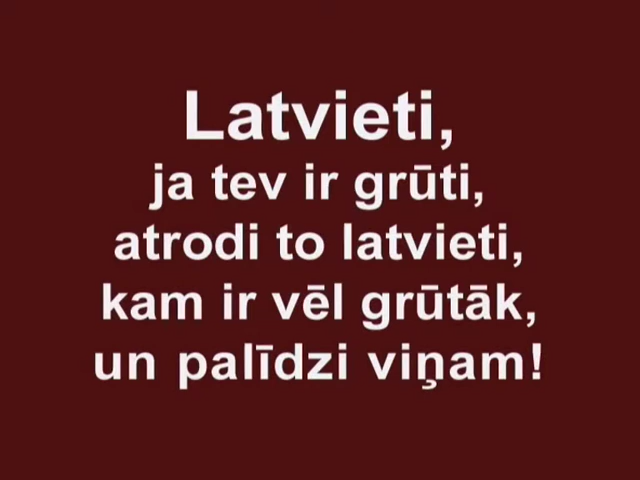 Latvieti,
ja tev ir grūti,
atrodi to latvieti,
kam ir vēl grūtāk,
un palīdzi viņam!